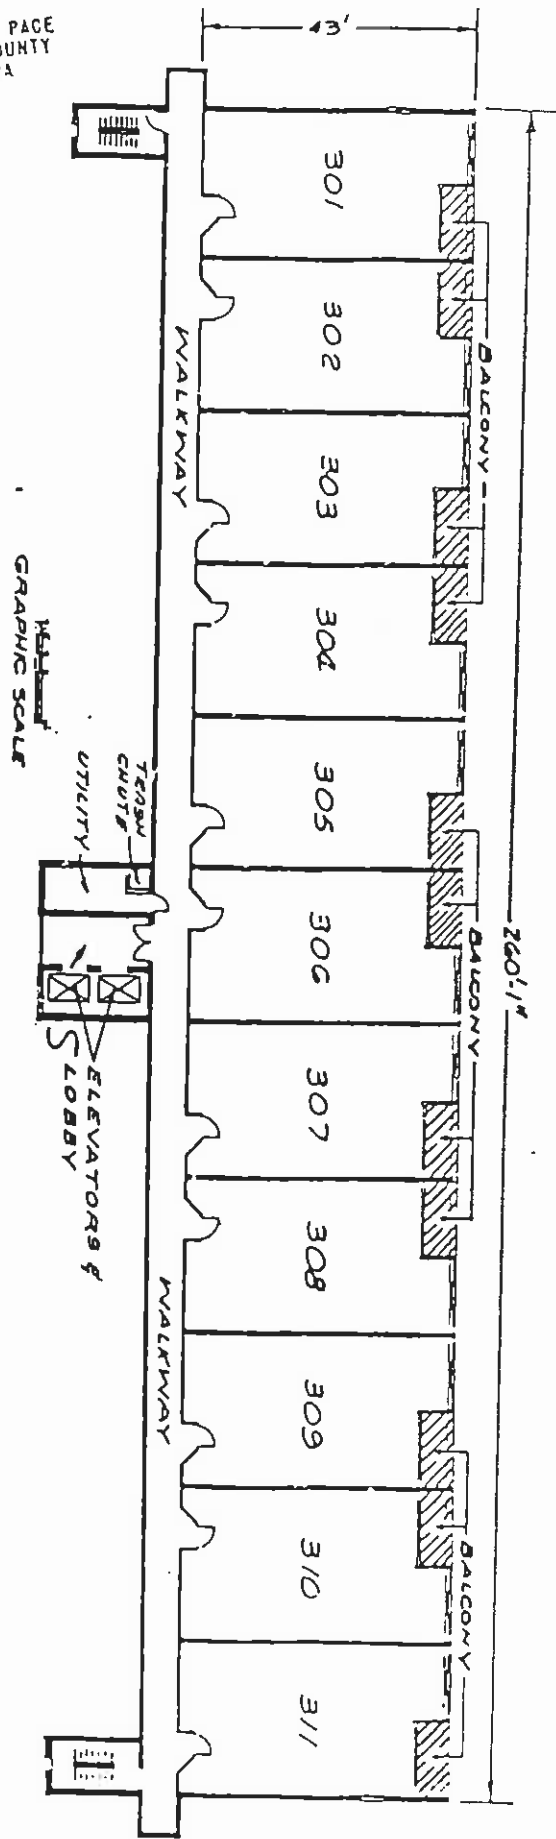 PACE
43'
301
302
303
304
305
306
307
308
309
310
311
WALKWAY
WALKWAY
BALCONY
BALCONY
BALCONY
260'-1"
TRASH
CHUTE
UTILITY
ELEVATORS &
LOBBY
GRAPHIC SCALE